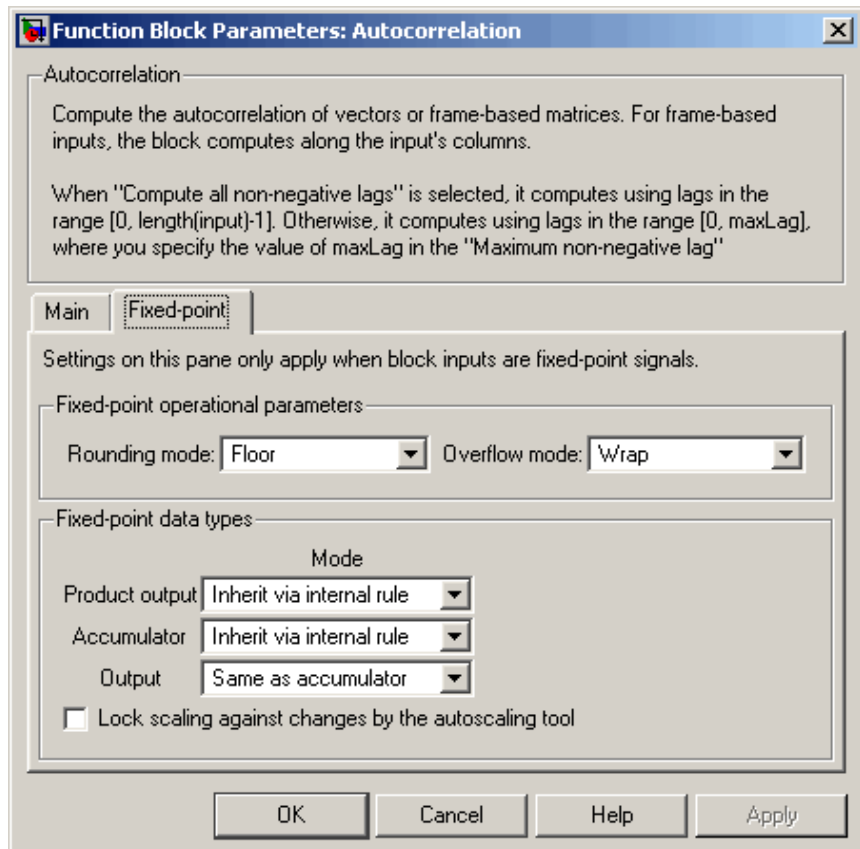 Function Block Parameters: Autocorrelation
Autocorrelation
Compute the autocorrelation of vectors or frame-based matrices. For frame-based
inputs, the block computes along the input's columns.
When "Compute all non-negative lags" is selected, it computes using lags in the
range [0, length(input)-1]. Otherwise, it computes using lags in the range [0, maxLag],
where you specify the value of maxLag in the "Maximum non-negative lag"
Main Fixed-point
Settings on this pane only apply when block inputs are fixed-point signals.
Fixed-point operational parameters
Rounding mode: Floor Overflow mode: Wrap
Fixed-point data types
Mode
Product output Inherit via internal rule
Accumulator Inherit via internal rule
Output Same as accumulator
Lock scaling against changes by the autoscaling tool
OK Cancel Help Apply